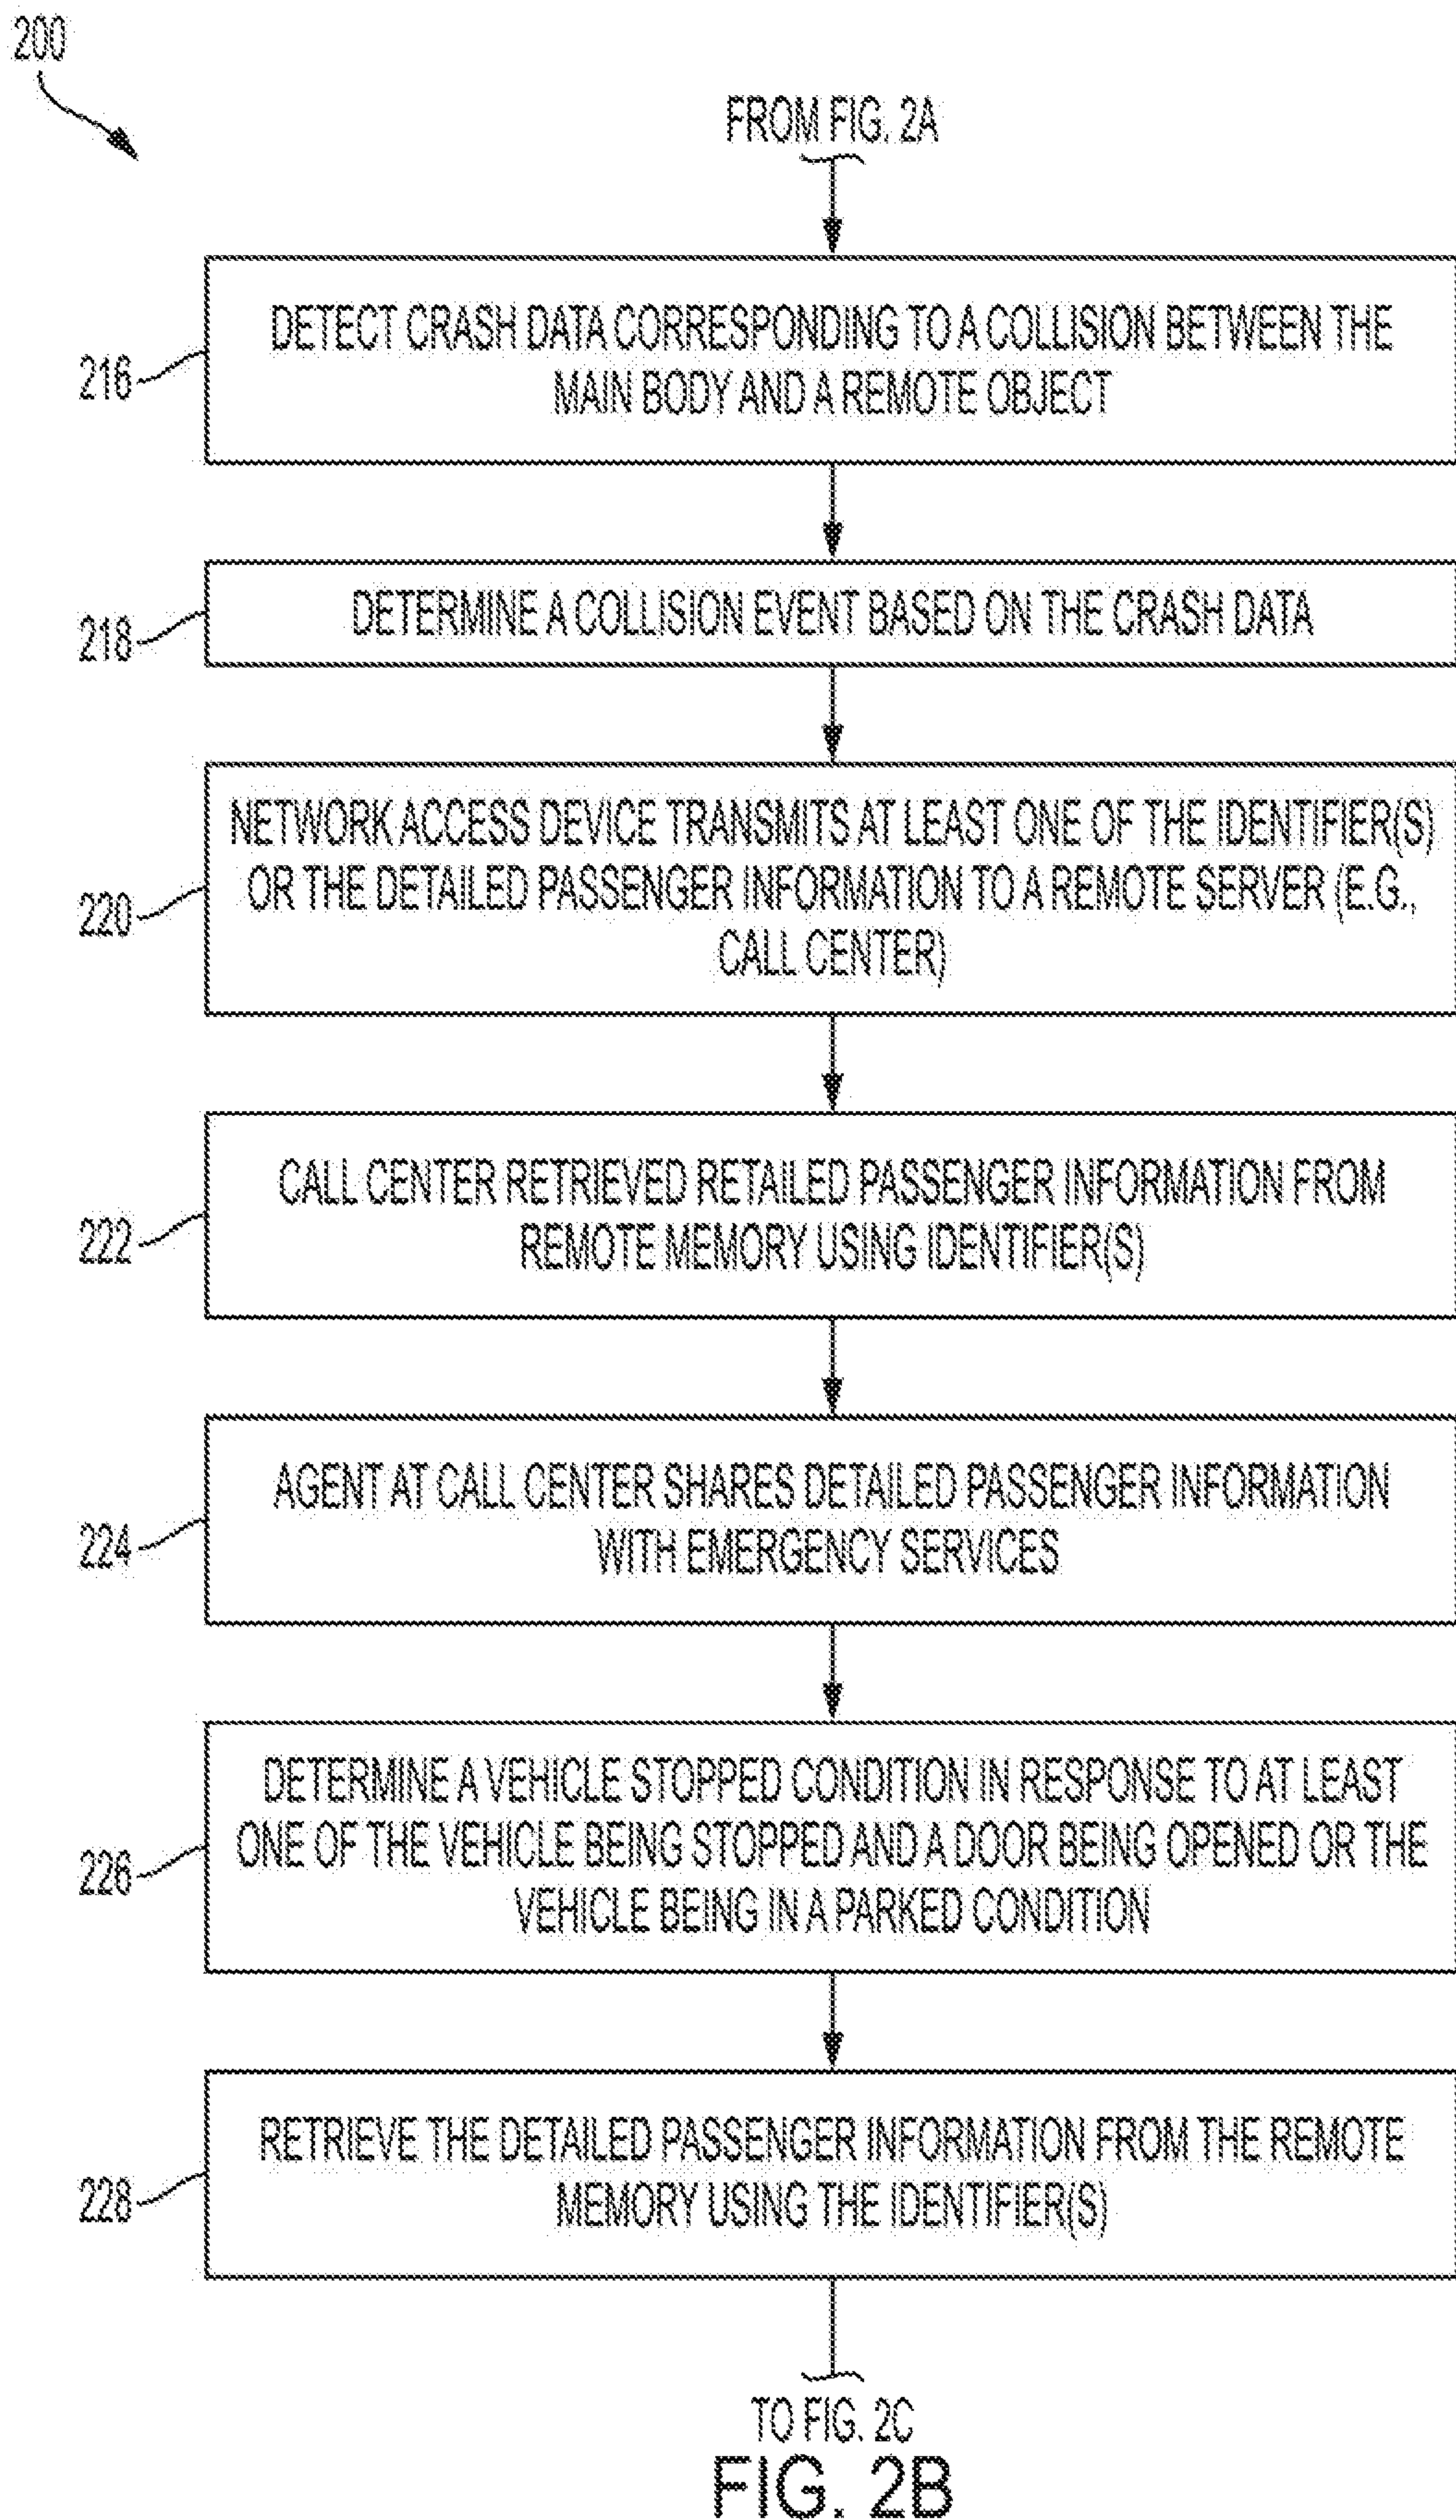 200
FROM FIG. 2A
216
DETECT CRASH DATA CORRESPONDING TO A COLLISION BETWEEN THE
MAIN BODY AND A REMOTE OBJECT
218
DETERMINE A COLLISION EVENT BASED ON THE CRASH DATA
220
NETWORK ACCESS DEVICE TRANSMITS AT LEAST ONE OF THE IDENTIFIER(S)
OR THE DETAILED PASSENGER INFORMATION TO A REMOTE SERVER (E.G.,
CALL CENTER)
222
CALL CENTER RETRIEVED RETAILED PASSENGER INFORMATION FROM
REMOTE MEMORY USING IDENTIFIER(S)
224
AGENT AT CALL CENTER SHARES DETAILED PASSENGER INFORMATION
WITH EMERGENCY SERVICES
226
DETERMINE A VEHICLE STOPPED CONDITION IN RESPONSE TO AT LEAST
ONE OF THE VEHICLE BEING STOPPED AND A DOOR BEING OPENED OR THE
VEHICLE BEING IN A PARKED CONDITION
228
RETRIEVE THE DETAILED PASSENGER INFORMATION FROM THE REMOTE
MEMORY USING THE IDENTIFIER(S)
TO FIG. 2C
FIG. 2B